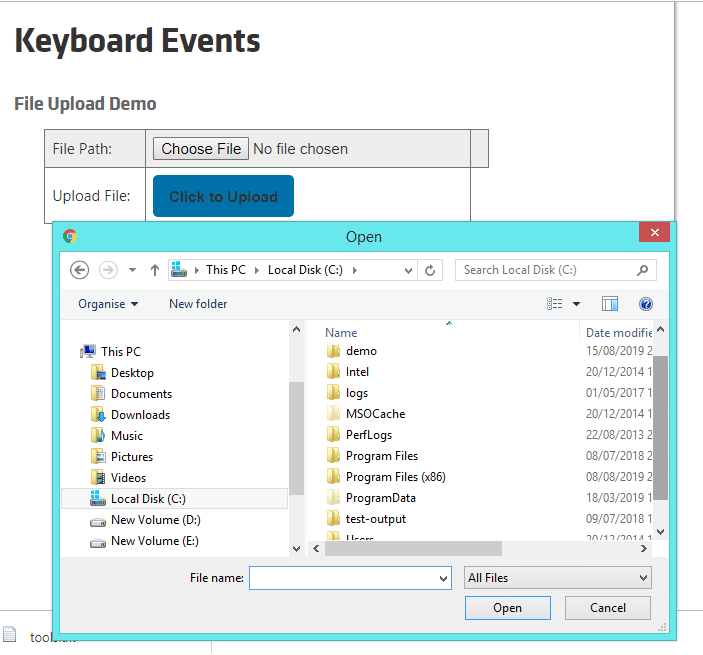 Keyboard Events
File Upload Demo
File Path: Choose File No file chosen
Upload File: Click to Upload
Open
This PC Local Disk (C:) Search Local Disk (C:)
Organise New folder
Name Date modifie
This PC
Desktop
Documents
Downloads
Music
Pictures
Videos
Local Disk (C:)
New Volume (D:)
New Volume (E:)
demo 15/08/2019 2
Intel 20/12/2014 1
logs 01/05/2017 1
MSOCache 20/12/2014 1
PerfLogs 22/08/2013 2
Program Files 08/07/2018 2
Program Files (x86) 08/08/2019 2
ProgramData 18/03/2019 1
test-output 09/07/2018 1
Users 20/12/2014 1
File name: All Files
Open Cancel